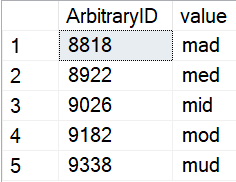 ArbitraryID value
1 8818 mad
2 8922 med
3 9026 mid
4 9182 mod
5 9338 mud